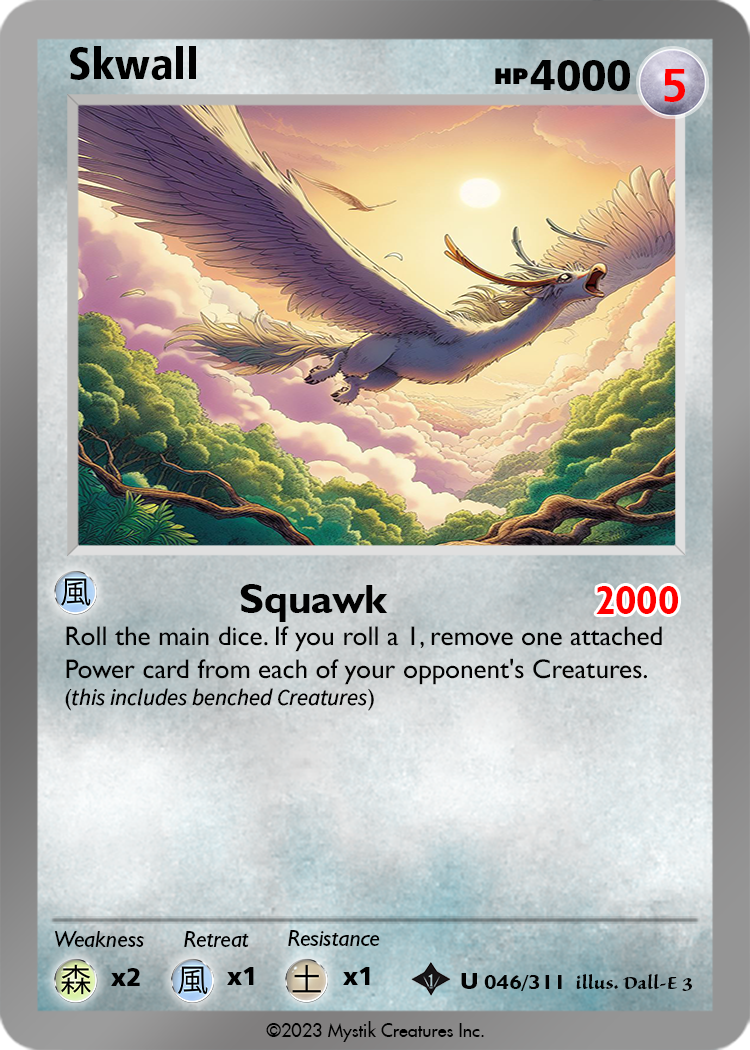 Skwall
HP4000 5
風 Squawk 2000
Roll the main dice. If you roll a 1, remove one attached
Power card from each of your opponent's Creatures.
(this includes benched Creatures)
Weakness Retreat Resistance
森 x2 風 x1 土 x1 1 U 046/311 illus. Dall-E 3
©2023 Mystik Creatures Inc.